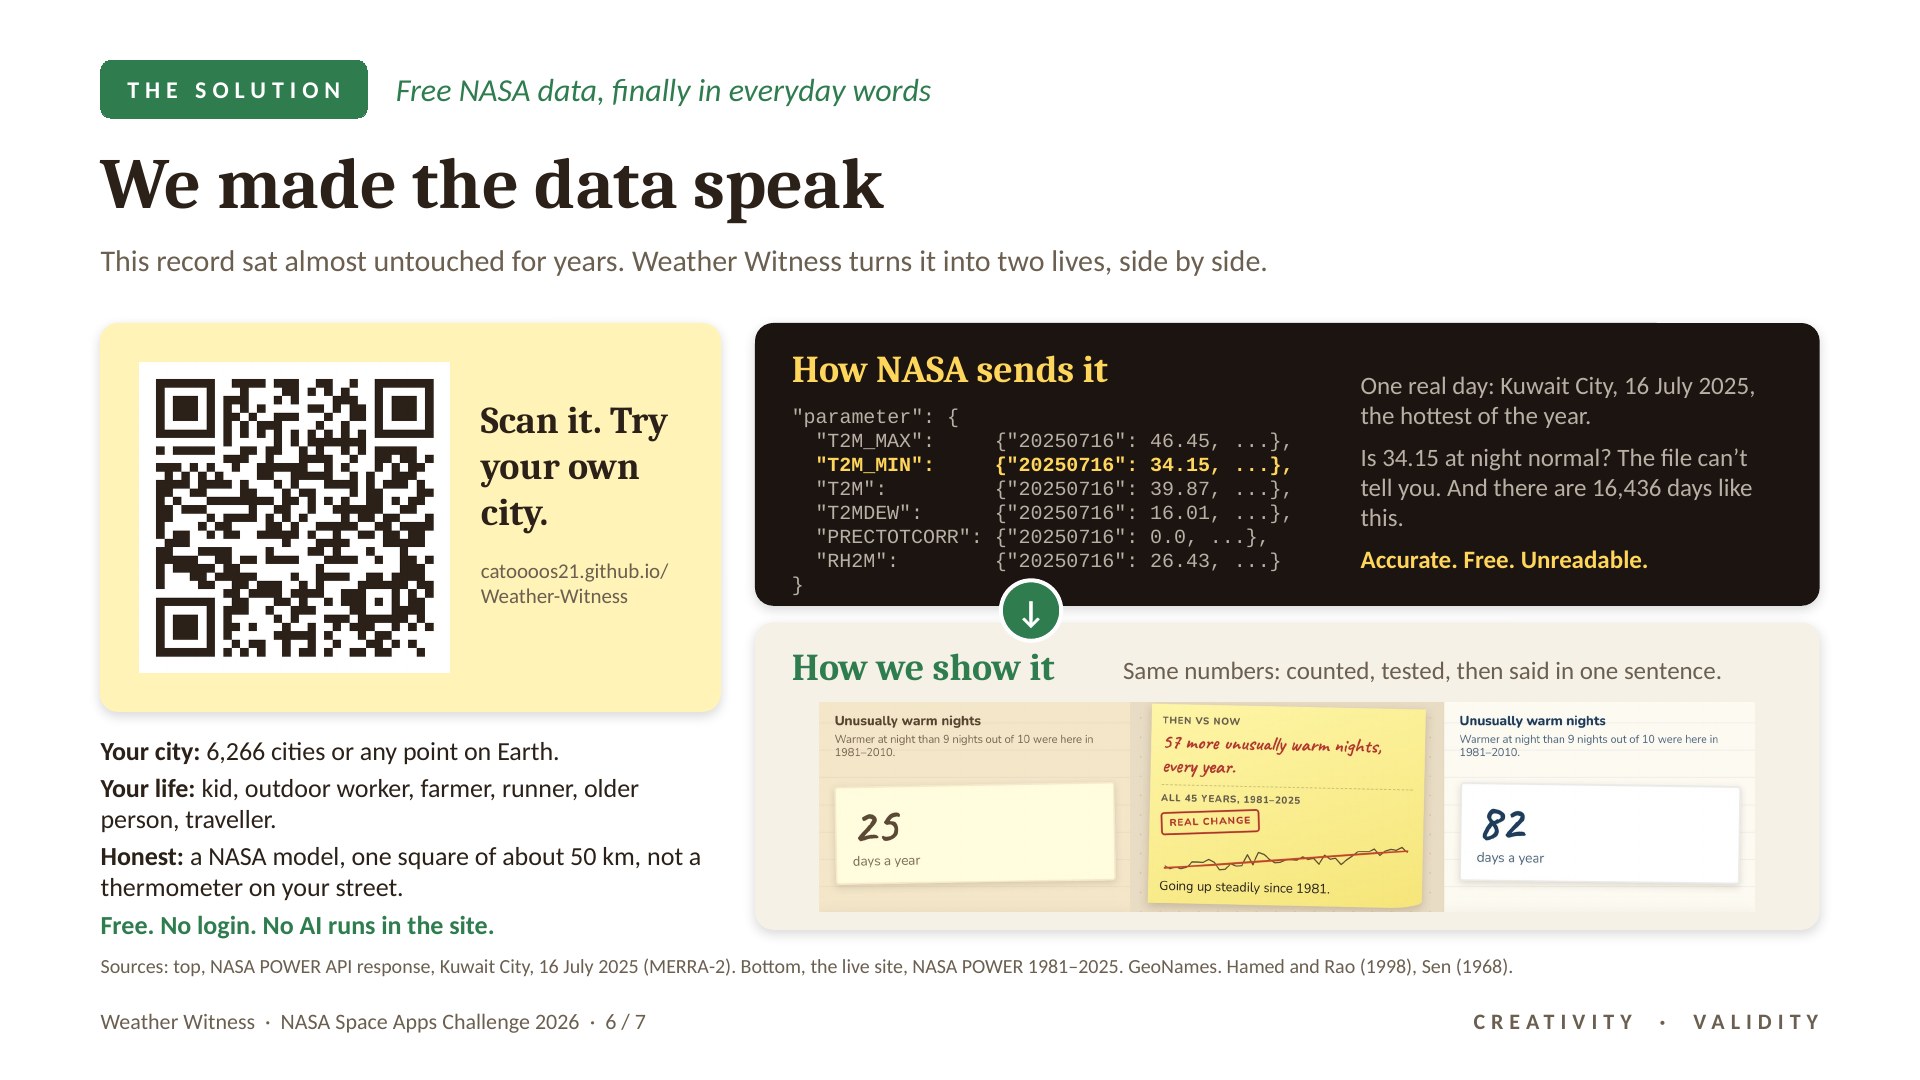 THE SOLUTION
Free NASA data, finally in everyday words
We made the data speak
This record sat almost untouched for years. Weather Witness turns it into two lives, side by side.
Scan it. Try
your own
city.
catoooos21.github.io/
Weather-Witness
Your city: 6,266 cities or any point on Earth.
Your life: kid, outdoor worker, farmer, runner, older
person, traveller.
Honest: a NASA model, one square of about 50 km, not a
thermometer on your street.
Free. No login. No AI runs in the site.
How NASA sends it
"parameter": {
  "T2M_MAX":     {"20250716": 46.45, ...},
  "T2M_MIN":     {"20250716": 34.15, ...},
  "T2M":         {"20250716": 39.87, ...},
  "T2MDEW":      {"20250716": 16.01, ...},
  "PRECTOTCORR": {"20250716": 0.0, ...},
  "RH2M":        {"20250716": 26.43, ...}
}
One real day: Kuwait City, 16 July 2025,
the hottest of the year.
Is 34.15 at night normal? The file can’t
tell you. And there are 16,436 days like
this.
Accurate. Free. Unreadable.
↓
How we show it
Same numbers: counted, tested, then said in one sentence.
Unusually warm nights
Warmer at night than 9 nights out of 10 were here in
1981–2010.
25
days a year
THEN VS NOW
57 more unusually warm nights,
every year.
ALL 45 YEARS, 1981–2025
REAL CHANGE
Going up steadily since 1981.
Unusually warm nights
Warmer at night than 9 nights out of 10 were here in
1981–2010.
82
days a year
Sources: top, NASA POWER API response, Kuwait City, 16 July 2025 (MERRA-2). Bottom, the live site, NASA POWER 1981–2025. GeoNames. Hamed and Rao (1998), Sen (1968).
Weather Witness · NASA Space Apps Challenge 2026 · 6 / 7
CREATIVITY · VALIDITY